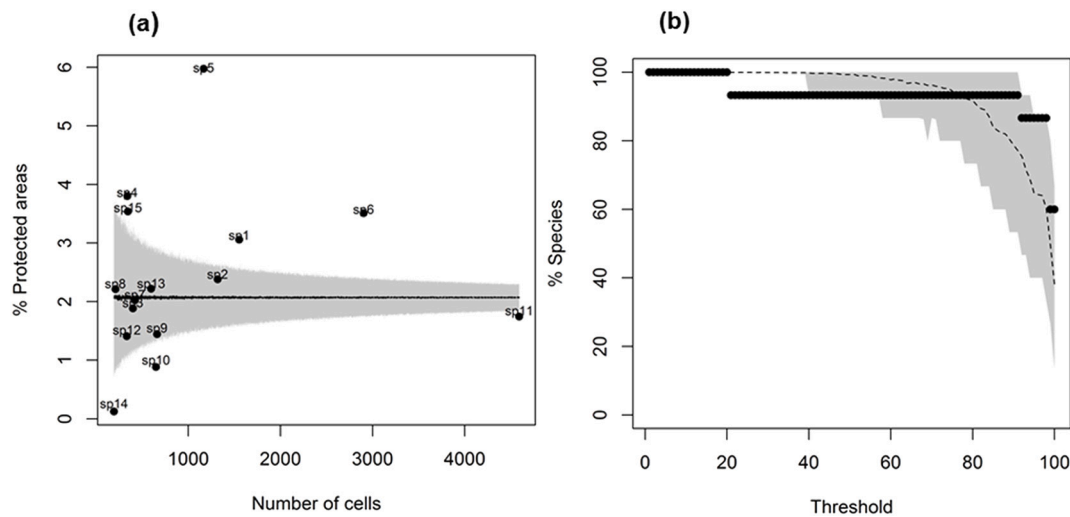 (a)
% Protected areas
6
5
4
3
2
1
0
sp5
sp4
sp15
sp6
sp1
sp2
sp8
sp13
sp7
sp11
sp12
sp9
sp10
sp14
1000 2000 3000 4000
Number of cells
(b)
% Species
100
80
60
40
20
0
0 20 40 60 80 100
Threshold